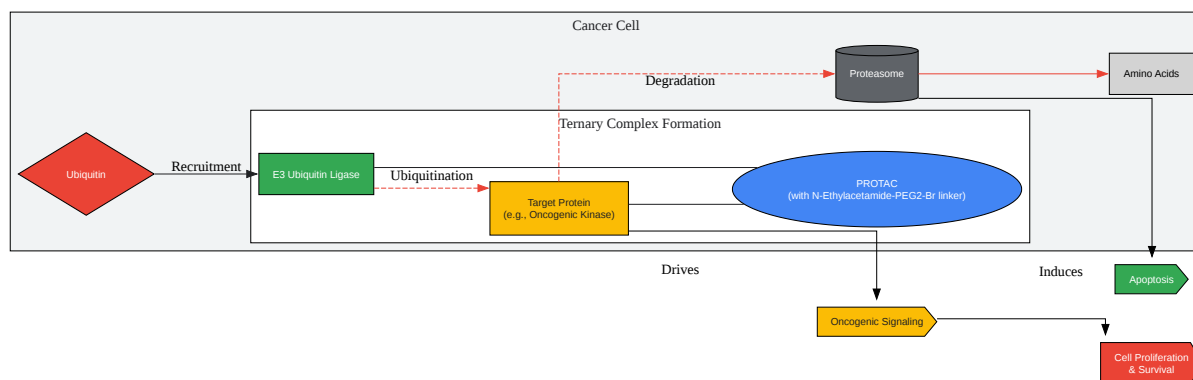 Cancer Cell
Degradation
Proteasome
Amino Acids
Ternary Complex Formation
Ubiquitin
Recruitment
E3 Ubiquitin Ligase
Ubiquitination
Target Protein
(e.g., Oncogenic Kinase)
PROTAC
(with N-Ethylacetamide-PEG2-Br linker)
Drives
Induces
Apoptosis
Oncogenic Signaling
Cell Proliferation
& Survival